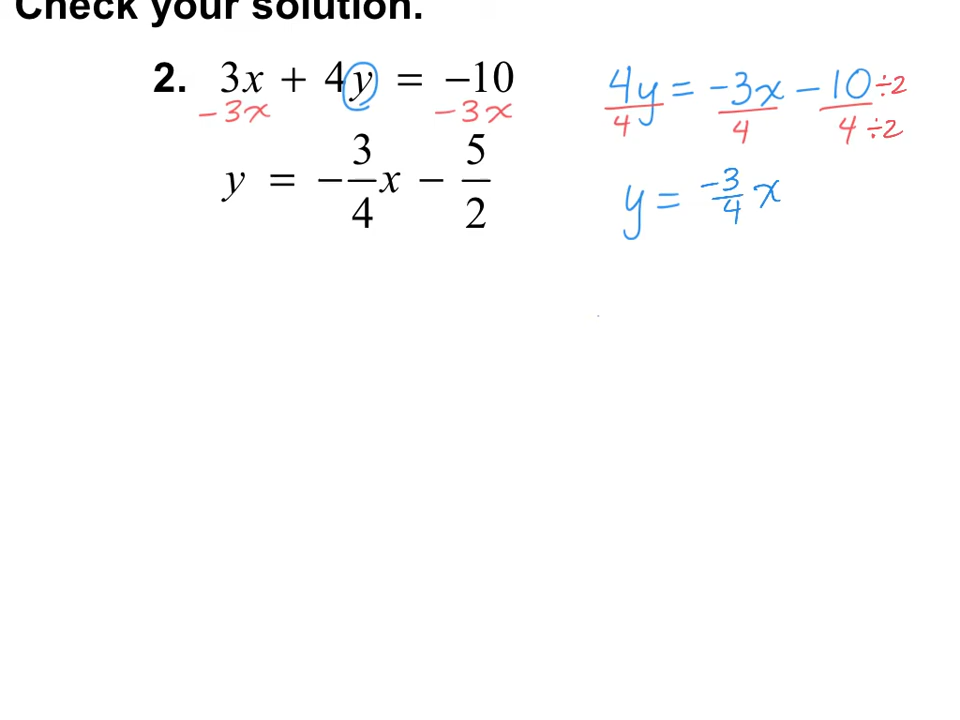 Check your solution.
2. 3x + 4y = −10
−3x −3x
y = −3/4x − 5/2
4y = −3x − 10 ÷2
4 4 4 ÷2
y = −3/4 x